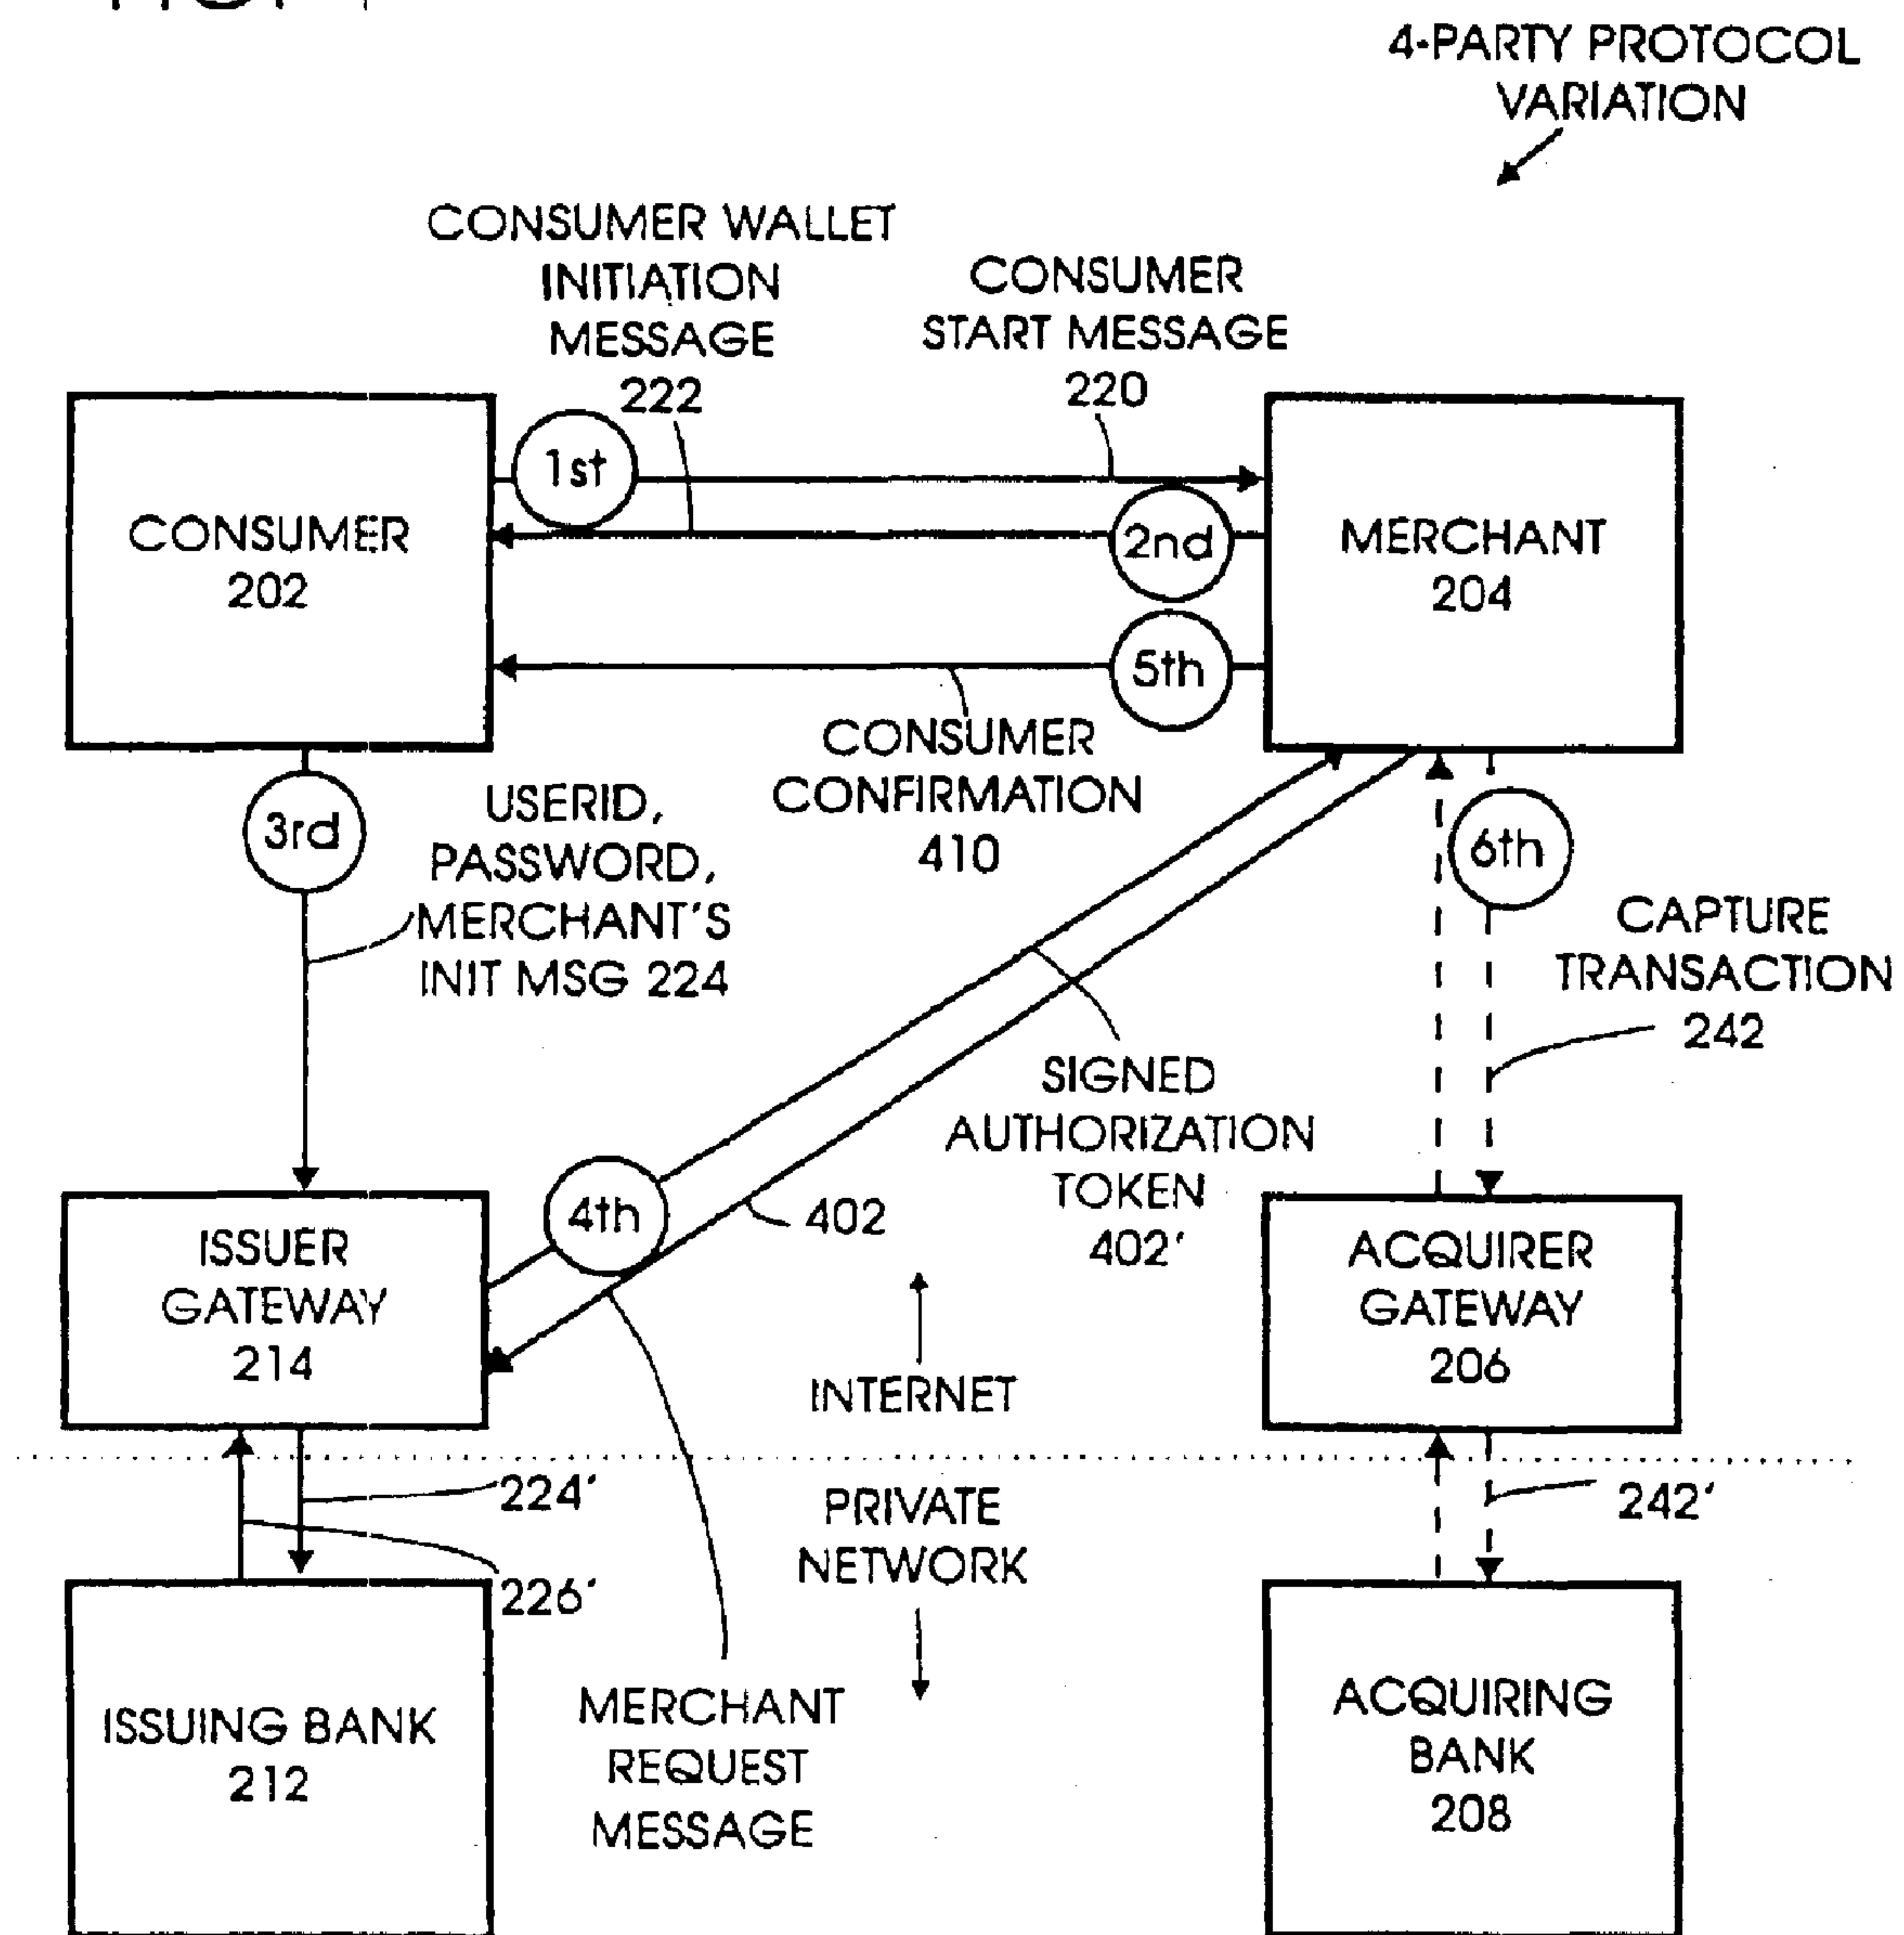 4-PARTY PROTOCOL
VARIATION
CONSUMER WALLET
INITIATION
MESSAGE
222
CONSUMER
START MESSAGE
220
1st
2nd
CONSUMER
202
MERCHANT
204
5th
CONSUMER
CONFIRMATION
410
3rd
USERID,
PASSWORD,
MERCHANT'S
INIT MSG 224
6th
CAPTURE
TRANSACTION
242
SIGNED
AUTHORIZATION
TOKEN
402'
4th
402
ISSUER
GATEWAY
214
ACQUIRER
GATEWAY
206
INTERNET
224'
226'
PRIVATE
NETWORK
242'
ISSUING BANK
212
MERCHANT
REQUEST
MESSAGE
ACQUIRING
BANK
208